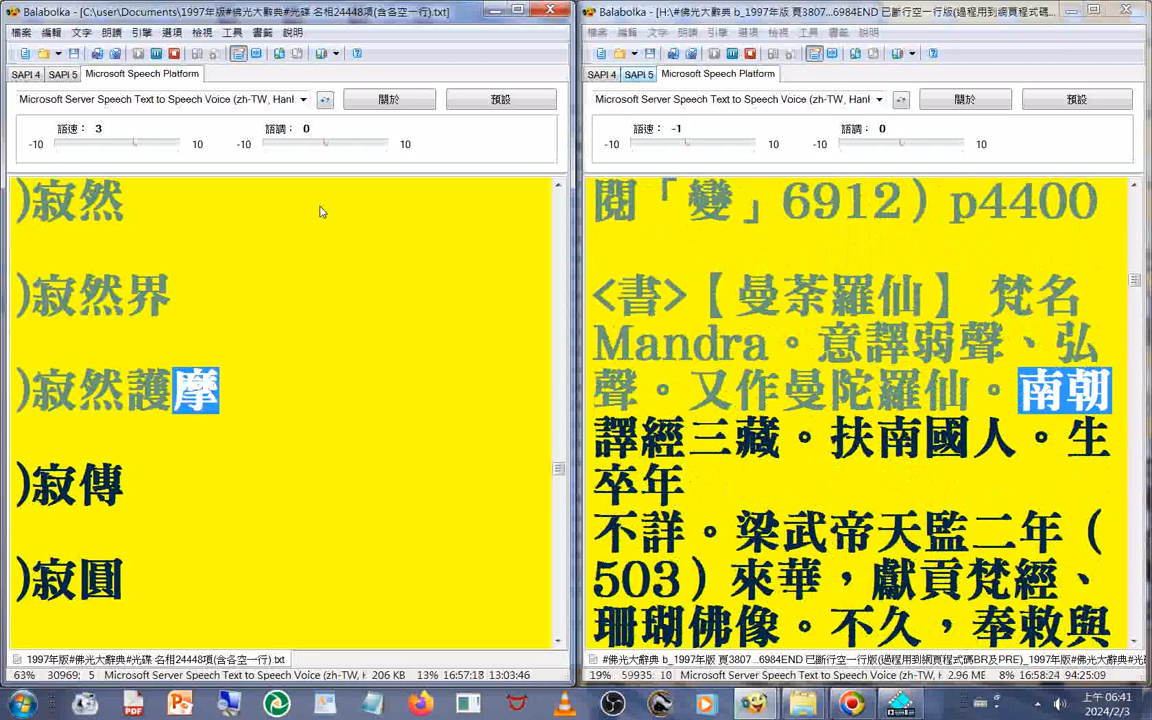 Balabolka - [C:\user\Documents\1997年版#佛光大辭典#光碟 名相24448項(含各空一行).txt]
檔案 編輯 文字 朗讀 引擎 選項 檢視 工具 書籤 說明
SAPI 4 SAPI 5 Microsoft Speech Platform
Microsoft Server Speech Text to Speech Voice (zh-TW, Hanl
關於
預設
語速： 3
語調： 0
-10 10 -10 10
)寂然
)寂然界
)寂然護摩
)寂傳
)寂圓
1997年版#佛光大辭典#光碟 名相24448項(含各空一行).txt
63% 30969; 5 Microsoft Server Speech Text to Speech Voice (zh-TW, H 206 KB 13% 16:57:18 13:03:46
Balabolka - [H:\#佛光大辭典 b_1997年版 頁3807...6984END 已斷行空一行版(過程用到網頁程式碼...
檔案 編輯 文字 朗讀 引擎 選項 檢視 工具 書籤 說明
SAPI 4 SAPI 5 Microsoft Speech Platform
Microsoft Server Speech Text to Speech Voice (zh-TW, Hanl
關於
預設
語速： -1
語調： 0
-10 10 -10 10
閱「變」6912）p4400
<書>【曼荼羅仙】 梵名
Mandra。意譯弱聲、弘
聲。又作曼陀羅仙。南朝
譯經三藏。扶南國人。生
卒年
不詳。梁武帝天監二年（
503）來華，獻貢梵經、
珊瑚佛像。不久，奉敕與
#佛光大辭典 b_1997年版 頁3807...6984END 已斷行空一行版(過程用到網頁程式碼BR及PRE)_1997年版#佛光
19% 59935: 10 Microsoft Server Speech Text to Speech Voice (zh-TW, H 2.96 ME 16:58:24 94:25:09
上午 06:41
2024/2/3